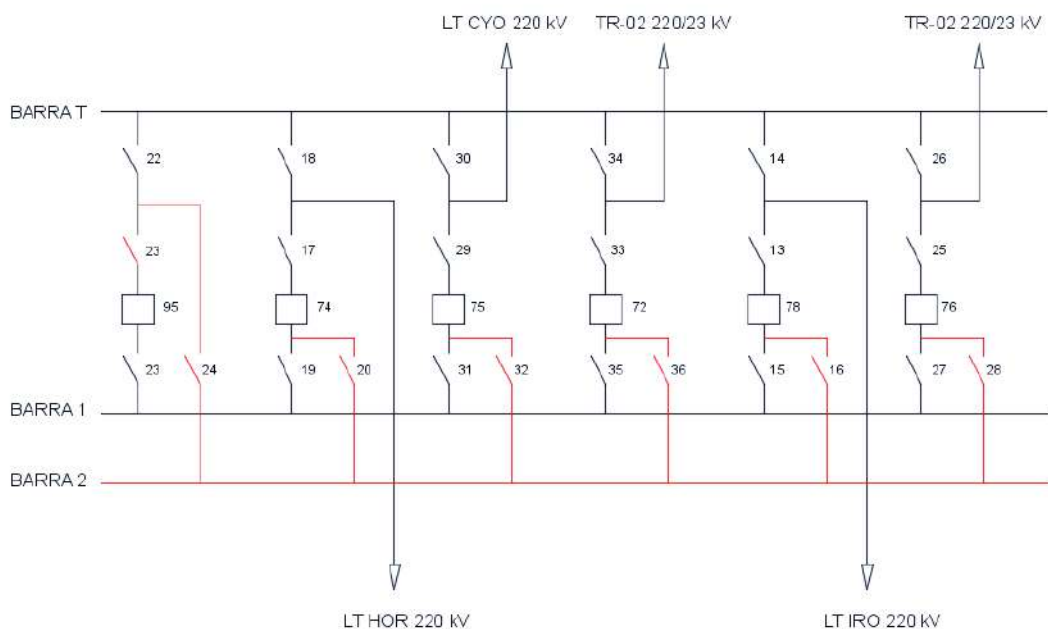 LT CYO 220 kV TR-02 220/23 kV TR-02 220/23 kV
BARRA T
22 18 30 34 14 26
23 17 29 33 13 25
95 74 75 72 78 76
23 24 19 20 31 32 35 36 15 16 27 28
BARRA 1
BARRA 2
LT HOR 220 kV LT IRO 220 kV